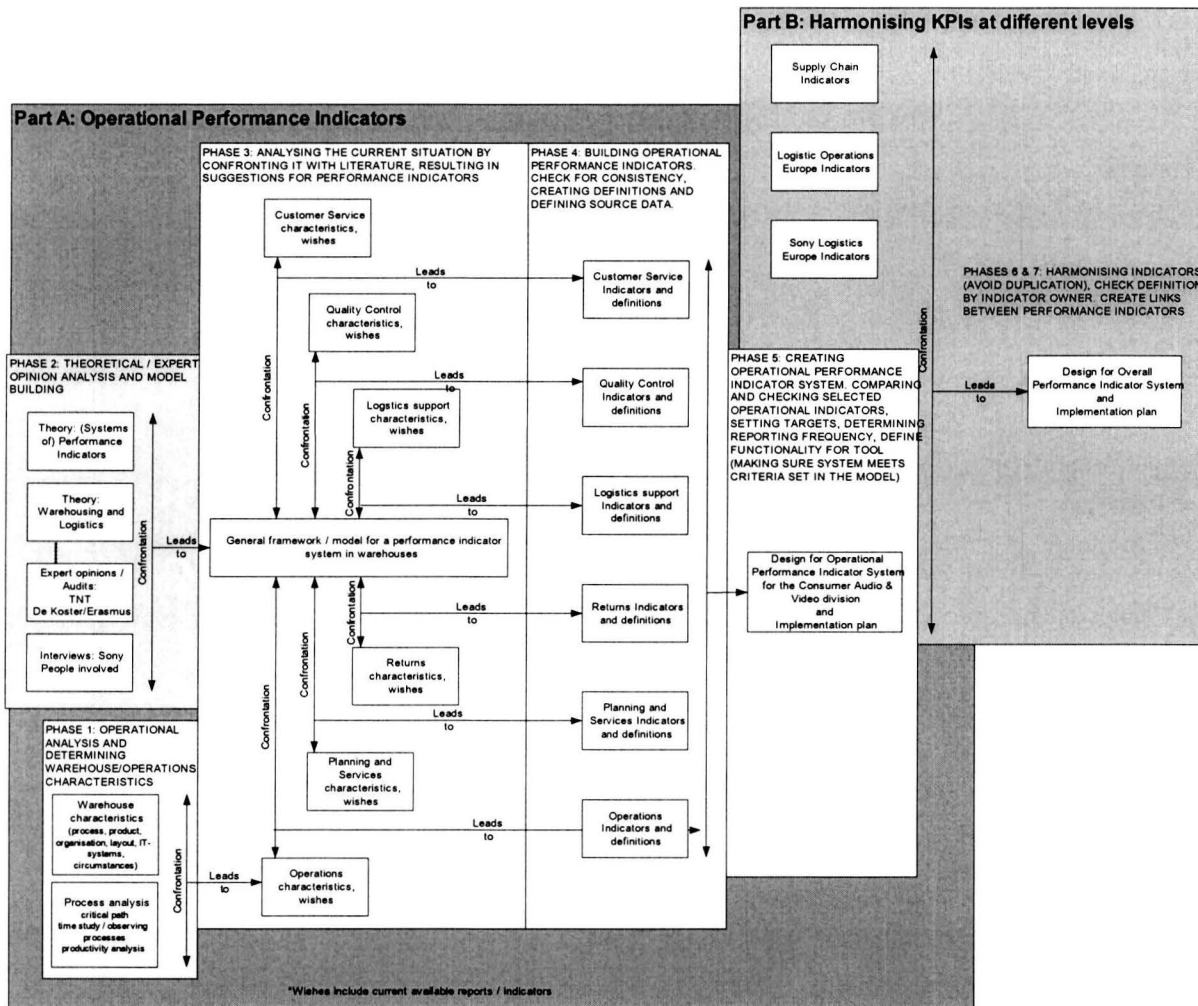 Part B: Harmonising KPIs at different levels
Supply Chain
Indicators
Logistic Operations
Europe Indicators
Sony Logistics
Europe Indicators
Confrontation
PHASES 6 & 7: HARMONISING INDICATORS
(AVOID DUPLICATION), CHECK DEFINITION
BY INDICATOR OWNER. CREATE LINKS
BETWEEN PERFORMANCE INDICATORS
Leads
to
Design for Overall
Performance Indicator System
and
Implementation plan
Part A: Operational Performance Indicators
PHASE 3: ANALYSING THE CURRENT SITUATION BY
CONFRONTING IT WITH LITERATURE, RESULTING IN
SUGGESTIONS FOR PERFORMANCE INDICATORS
Customer Service
characteristics,
wishes
Leads
to
Quality Control
characteristics,
wishes
Leads
to
Logstics support
characteristics,
wishes
Leads
to
Confrontation
Confrontation
Confrontation
General framework / model for a performance indicator
system in warehouses
Confrontation
Confrontation
Confrontation
Leads
to
Returns
characteristics,
wishes
Leads
to
Planning and
Services
characteristics,
wishes
Leads
to
Operations
characteristics,
wishes
PHASE 4: BUILDING OPERATIONAL
PERFORMANCE INDICATORS.
CHECK FOR CONSISTENCY,
CREATING DEFINITIONS AND
DEFINING SOURCE DATA.
Customer Service
Indicators and
definitions
Quality Control
Indicators and
definitions
Logistics support
Indicators and
definitions
Returns Indicators
and definitions
Planning and
Services Indicators
and definitions
Operations
Indicators and
definitions
PHASE 5: CREATING
OPERATIONAL PERFORMANCE
INDICATOR SYSTEM. COMPARING
AND CHECKING SELECTED
OPERATIONAL INDICATORS,
SETTING TARGETS, DETERMINING
REPORTING FREQUENCY, DEFINE
FUNCTIONALITY FOR TOOL
(MAKING SURE SYSTEM MEETS
CRITERIA SET IN THE MODEL)
Design for Operational
Performance Indicator System
for the Consumer Audio &
Video division
and
Implementation plan
PHASE 2: THEORETICAL / EXPERT
OPINION ANALYSIS AND MODEL
BUILDING
Theory: (Systems
of) Performance
Indicators
Theory:
Warehousing and
Logistics
Expert opinions /
Audits:
TNT
De Koster/Erasmus
Interviews: Sony
People involved
Confrontation
Leads
to
PHASE 1: OPERATIONAL
ANALYSIS AND
DETERMINING
WAREHOUSE/OPERATIONS
CHARACTERISTICS
Warehouse
characteristics
(process, product,
organisation, layout, IT-
systems,
circumstances)
Process analysis
critical path
time study / observing
processes
productivity analysis
Confrontation
Leads
to
*Wishes include current available reports / indicators